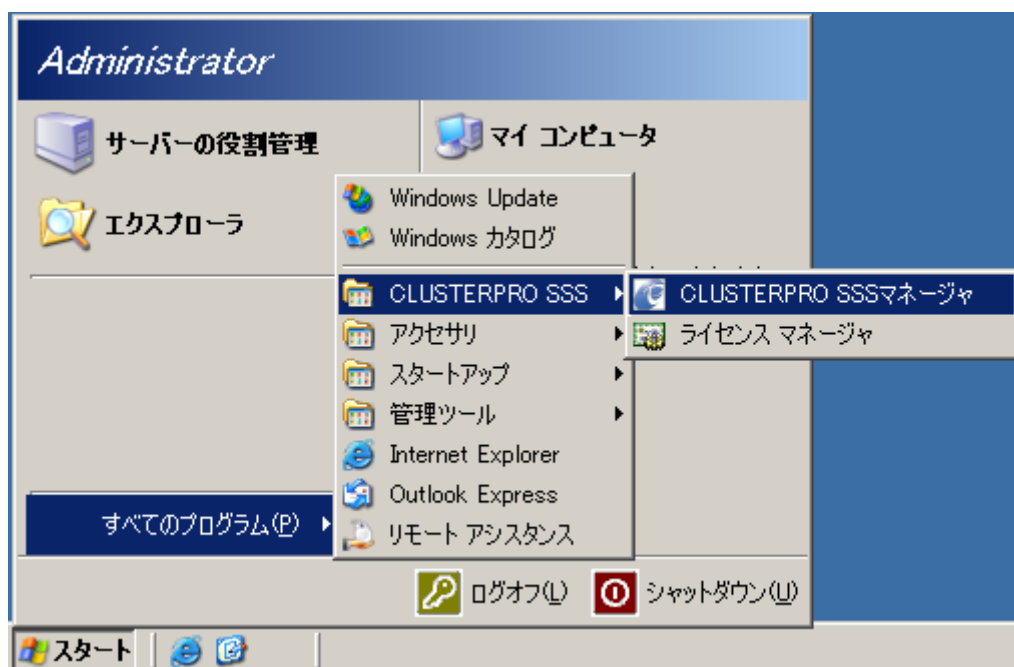 Administrator
サーバーの役割管理
マイ コンピュータ
エクスプローラ
Windows Update
Windows カタログ
CLUSTERPRO SSS
CLUSTERPRO SSSマネージャ
ライセンス マネージャ
アクセサリ
スタートアップ
管理ツール
Internet Explorer
Outlook Express
リモート アシスタンス
すべてのプログラム(P)
ログオフ(L)
シャットダウン(U)
スタート